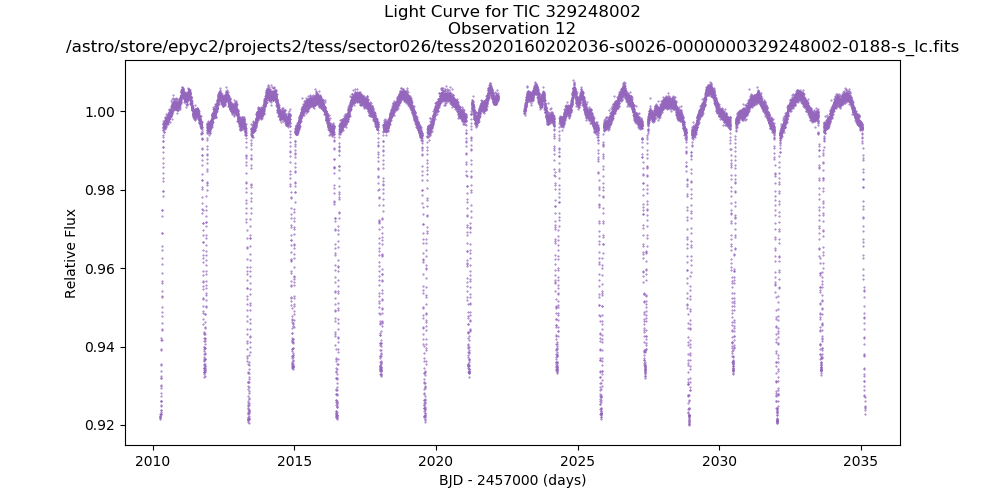 Light Curve for TIC 329248002
Observation 12
/astro/store/epyc2/projects2/tess/sector026/tess2020160202036-s0026-0000000329248002-0188-s_lc.fits
Relative Flux
1.00
0.98
0.96
0.94
0.92
2010
2015
2020
2025
2030
2035
BJD - 2457000 (days)